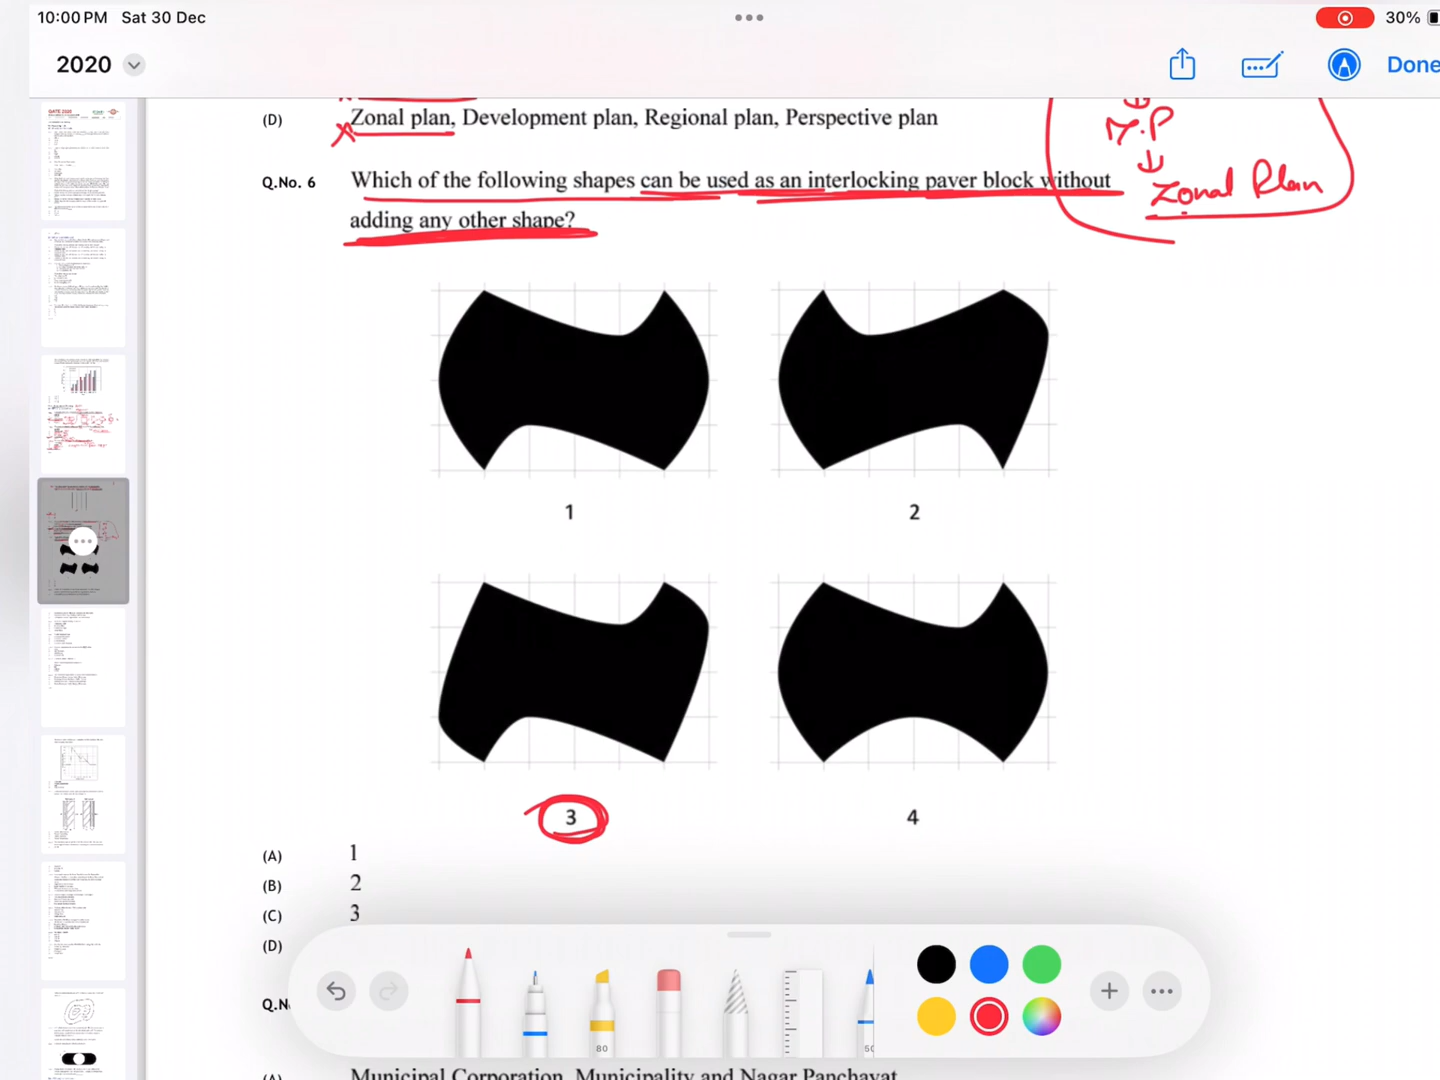 10:00 PM Sat 30 Dec
30%
2020
Done
(D) Zonal plan, Development plan, Regional plan, Perspective plan
M.P
Zonal Plan
Q.No. 6 Which of the following shapes can be used as an interlocking paver block without
adding any other shape?
1 2
3 4
(A) 1
(B) 2
(C) 3
(D)
80
50
(A) Municipal Corporation, Municipality and Nagar Panchayat